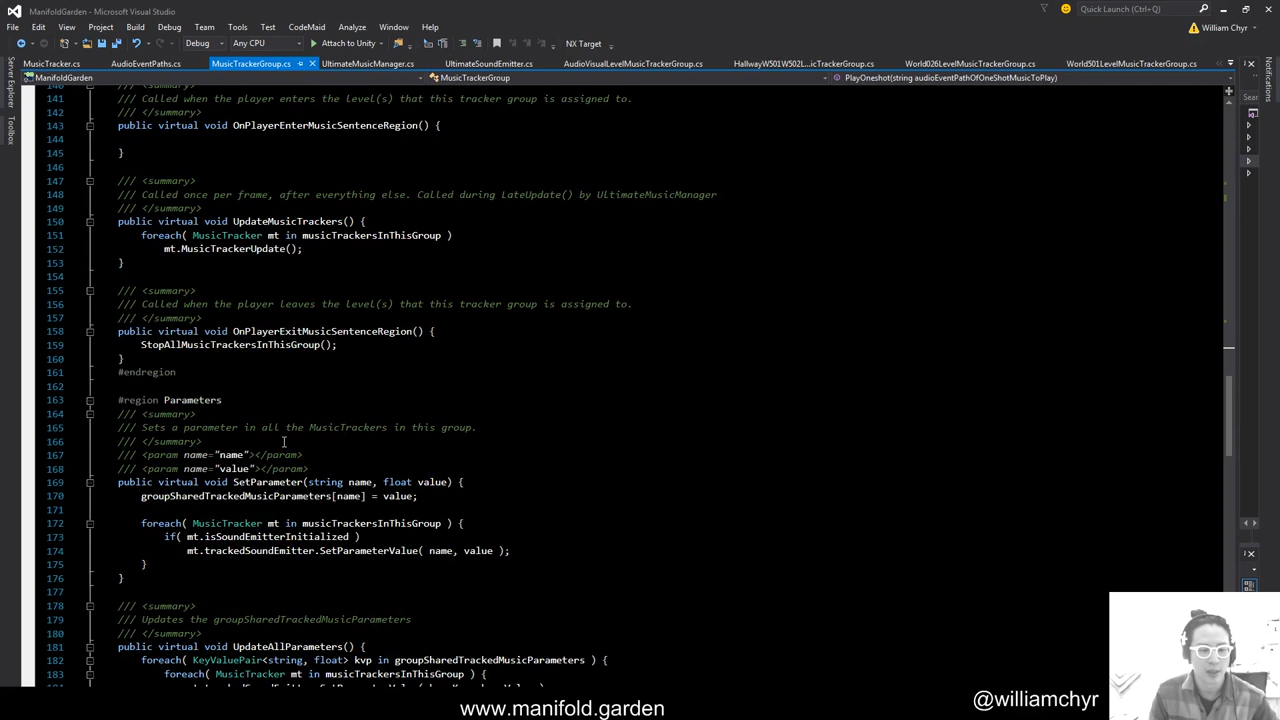 ManifoldGarden - Microsoft Visual Studio
Quick Launch (Ctrl+Q)
File Edit View Project Build Debug Team Tools Test CodeMaid Analyze Window Help
William Chyr
Debug Any CPU Attach to Unity NX Target
MusicTracker.cs AudioEventPaths.cs MusicTrackerGroup.cs UltimateMusicManager.cs UltimateSoundEmitter.cs AudioVisualLevelMusicTrackerGroup.cs HallwayW501W502L...icTrackerGroup.cs World026LevelMusicTrackerGroup.cs World501LevelMusicTrackerGroup.cs
ManifoldGarden MusicTrackerGroup PlayOneshot(string audioEventPathOfOneShotMusicToPlay)
Server Explorer
Toolbox
Notifications
Sear
140 /// <summary>
141 /// Called when the player enters the level(s) that this tracker group is assigned to.
142 /// </summary>
143 public virtual void OnPlayerEnterMusicSentenceRegion() {
144
145 }
146
147 /// <summary>
148 /// Called once per frame, after everything else. Called during LateUpdate() by UltimateMusicManager
149 /// </summary>
150 public virtual void UpdateMusicTrackers() {
151 foreach( MusicTracker mt in musicTrackersInThisGroup )
152 mt.MusicTrackerUpdate();
153 }
154
155 /// <summary>
156 /// Called when the player leaves the level(s) that this tracker group is assigned to.
157 /// </summary>
158 public virtual void OnPlayerExitMusicSentenceRegion() {
159 StopAllMusicTrackersInThisGroup();
160 }
161 #endregion
162
163 #region Parameters
164 /// <summary>
165 /// Sets a parameter in all the MusicTrackers in this group.
166 /// </summary>
167 /// <param name="name"></param>
168 /// <param name="value"></param>
169 public virtual void SetParameter(string name, float value) {
170 groupSharedTrackedMusicParameters[name] = value;
171
172 foreach( MusicTracker mt in musicTrackersInThisGroup ) {
173 if( mt.isSoundEmitterInitialized )
174 mt.trackedSoundEmitter.SetParameterValue( name, value );
175 }
176 }
177
178 /// <summary>
179 /// Updates the groupSharedTrackedMusicParameters
180 /// </summary>
181 public virtual void UpdateAllParameters() {
182 foreach( KeyValuePair<string, float> kvp in groupSharedTrackedMusicParameters ) {
183 foreach( MusicTracker mt in musicTrackersInThisGroup ) {
www.manifold.garden
@williamchyr